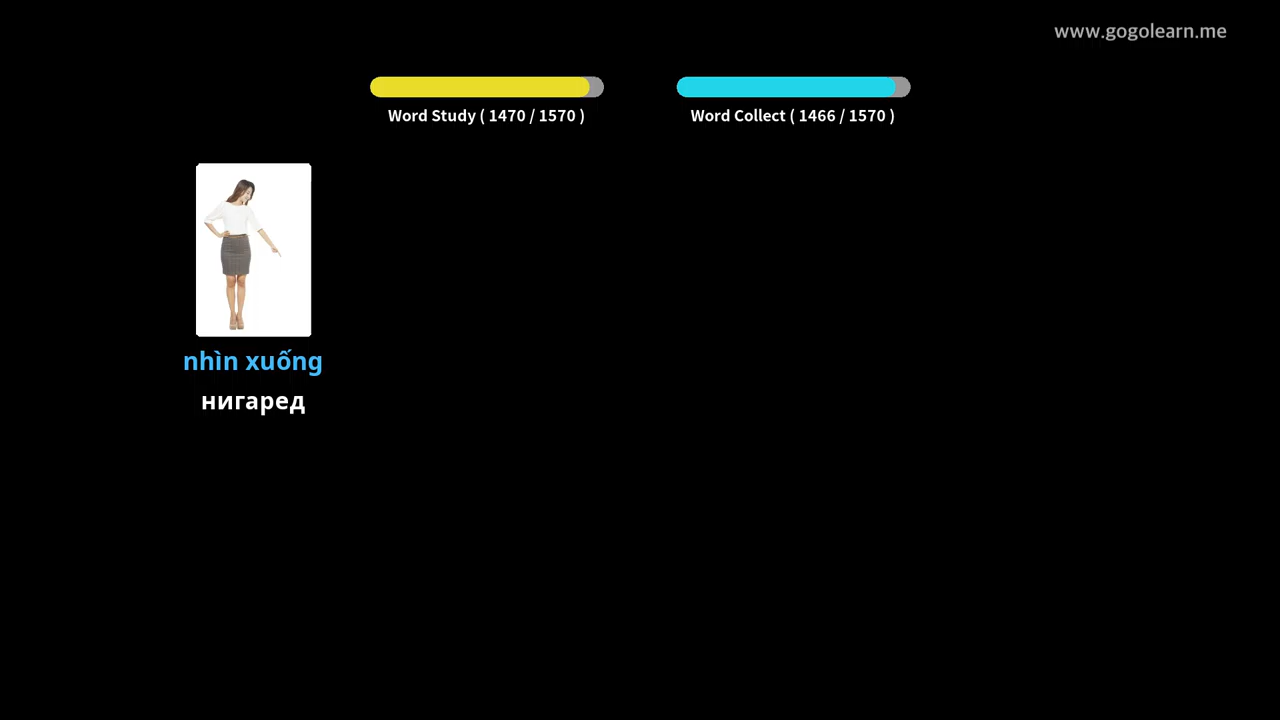 www.gogolearn.me
Word Study ( 1470 / 1570 )
Word Collect ( 1466 / 1570 )
nhìn xuống
нигаред